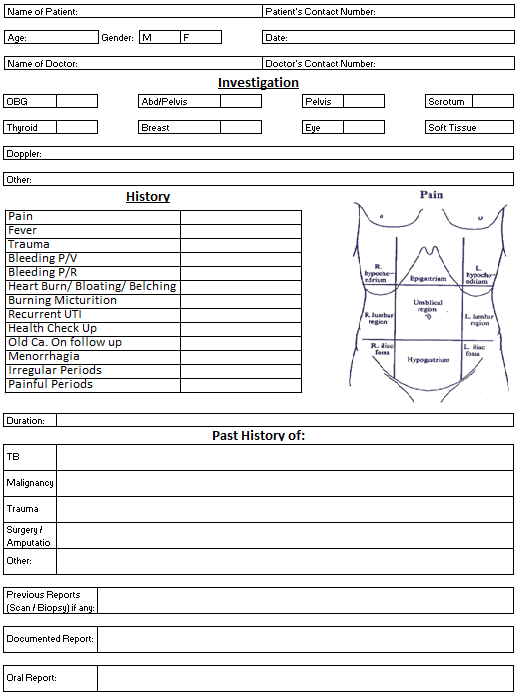 Name of Patient: Patient's Contact Number:
Age: Gender: M F Date:
Name of Doctor: Doctor's Contact Number:
Investigation
OBG Abd/Pelvis Pelvis Scrotum
Thyroid Breast Eye Soft Tissue
Doppler:
Other:
History
Pain
Fever
Trauma
Bleeding P/V
Bleeding P/R
Heart Burn/ Bloating/ Belching
Burning Micturition
Recurrent UTI
Health Check Up
Old Ca. On follow up
Menorrhagia
Irregular Periods
Painful Periods
Pain
R. hypocho-
edrium
Epigastrium
L. hypocho-
edriam
R. lumbar
region
Umblical
region
L. lumbar
region
R. iliac
fossa
Hypogastrium
L. iliac
fossa
Duration:
Past History of:
TB
Malignancy
Trauma
Surgery /
Amputatio
Other:
Previous Reports
(Scan / Biopsy) if any:
Documented Report:
Oral Report: